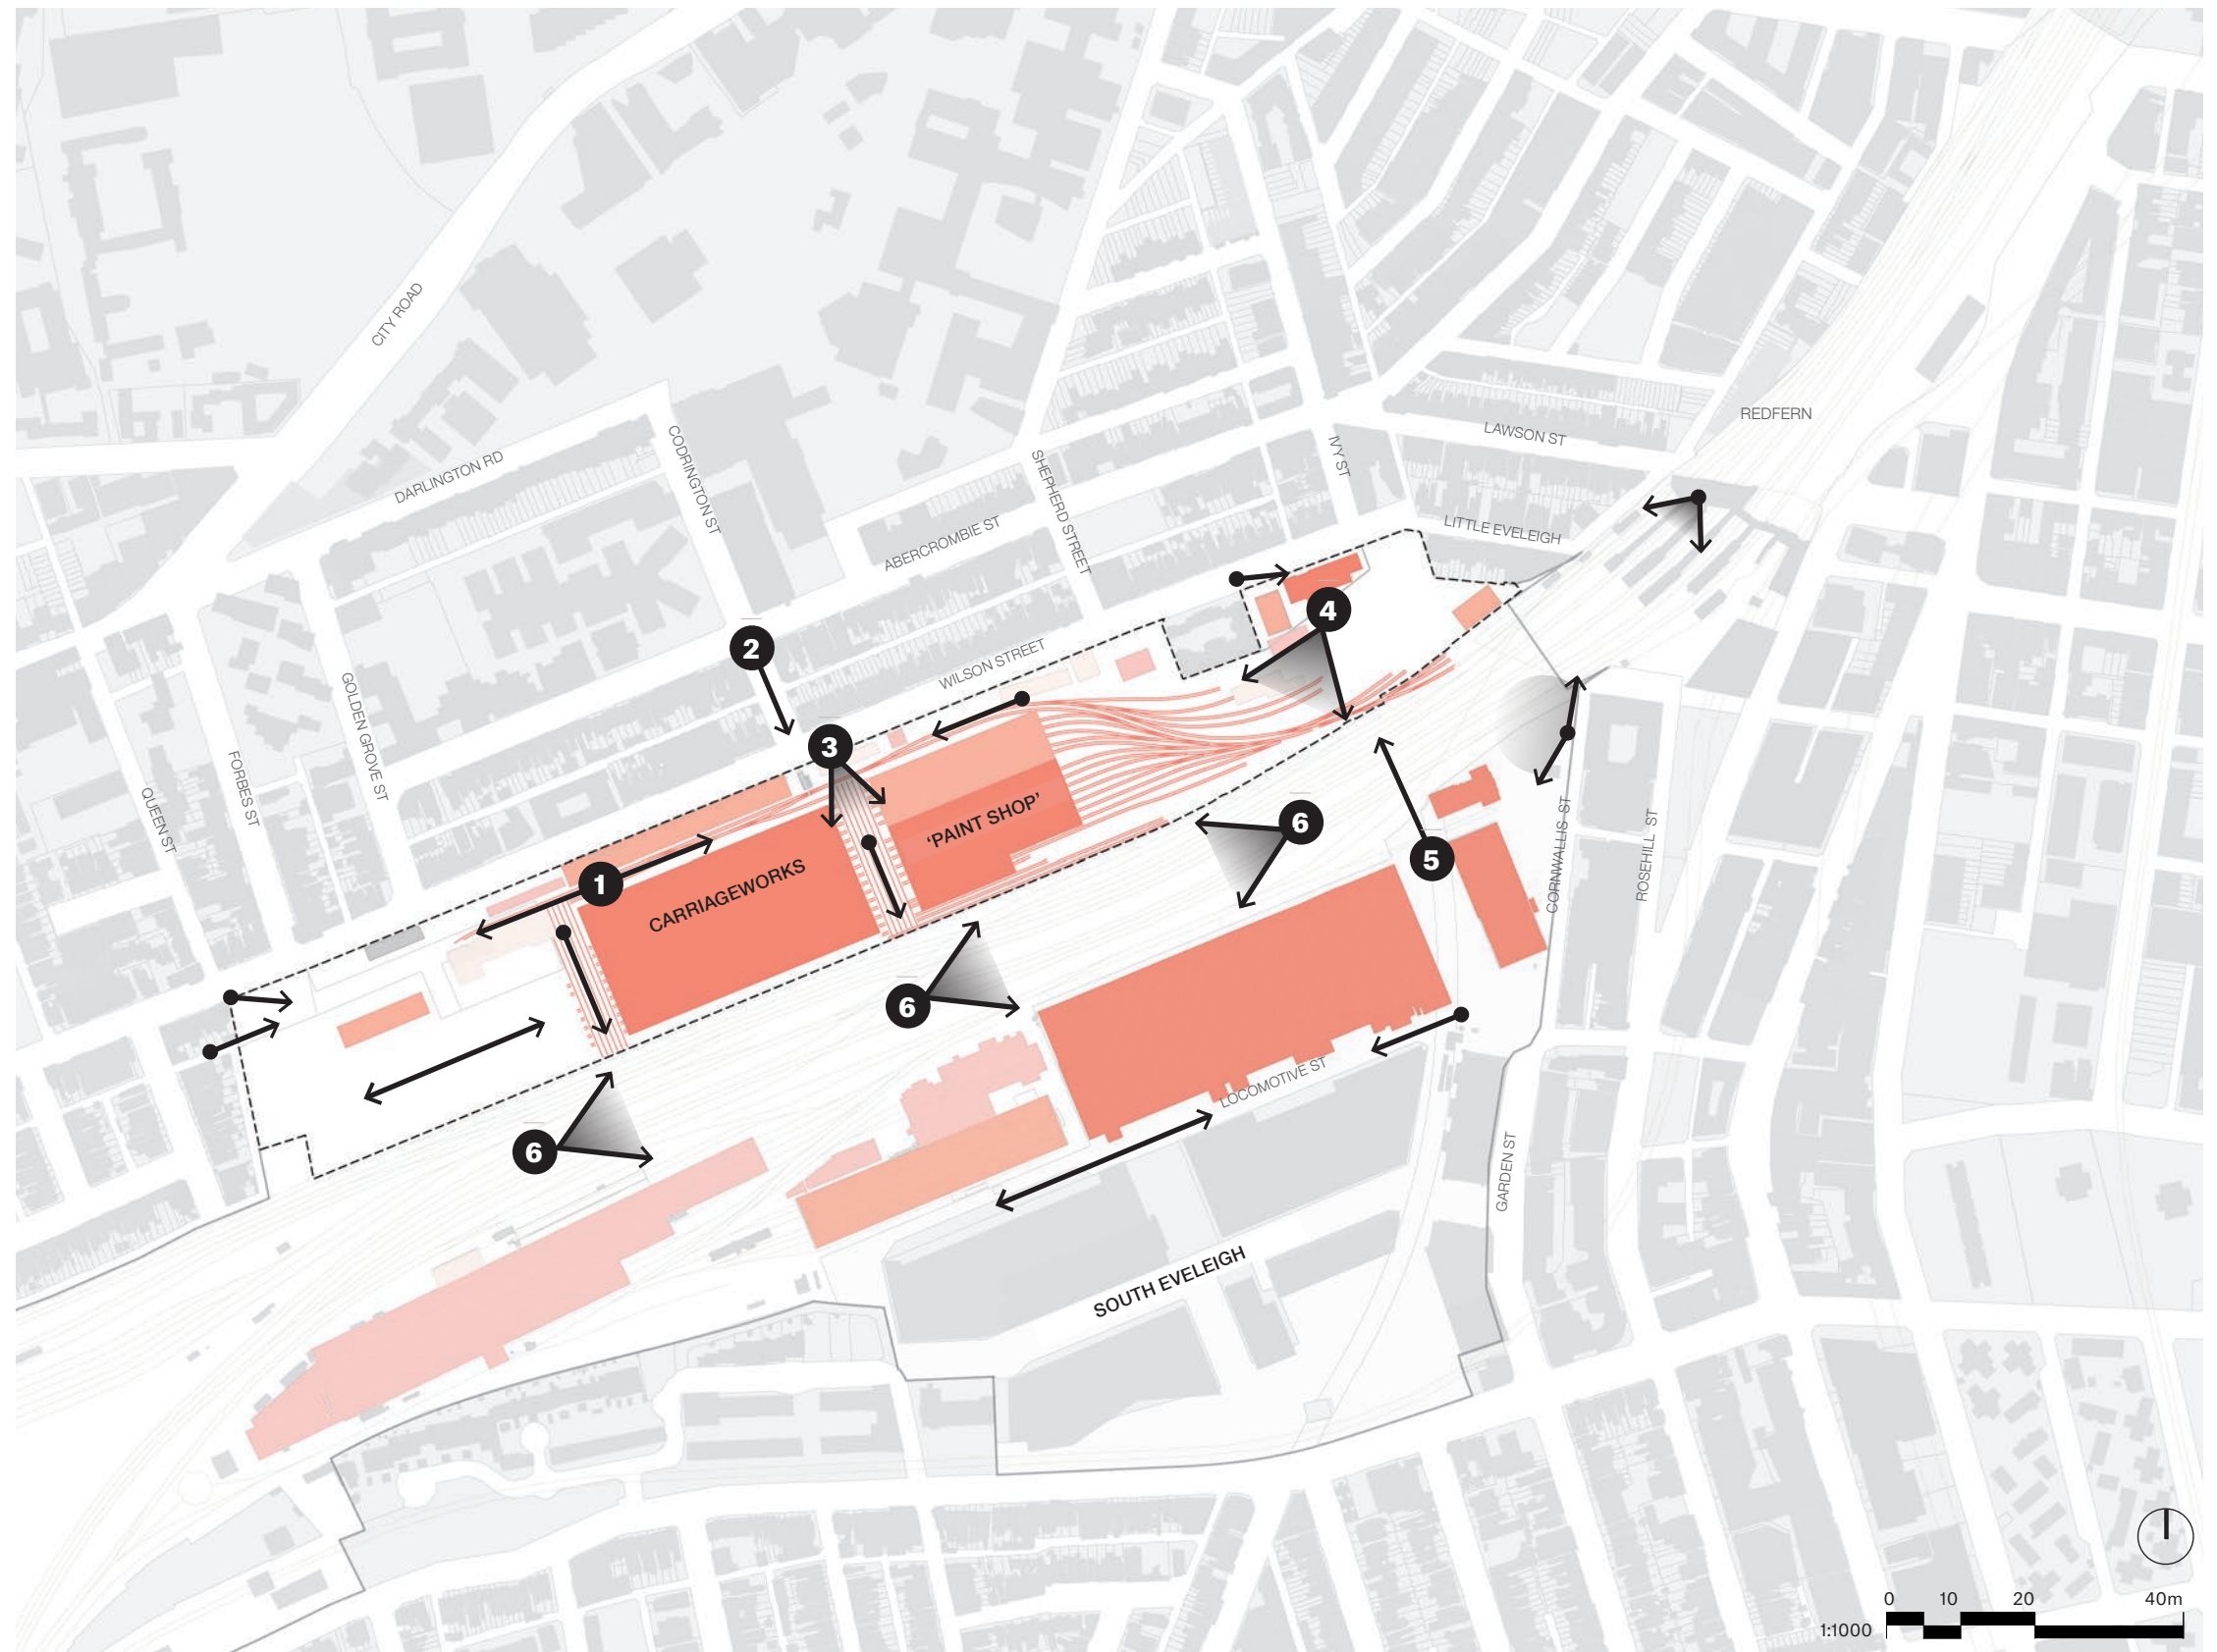 CITY ROAD
REDFERN
LAWSON ST
IVY ST
CODRINGTON ST
DARLINGTON RD
SHEPHERD STREET
ABERCROMBIE ST
LITTLE EVELEIGH
4
2
WILSON STREET
GOLDEN GROVE ST
3
FORBES ST
QUEEN ST
'PAINT SHOP'
6
5
CORNWALLIS ST
ROSEHILL ST
1
CARRIAGEWORKS
6
LOCOMOTIVE ST
6
GARDEN ST
SOUTH EVELEIGH
0 10 20 40m
1:1000